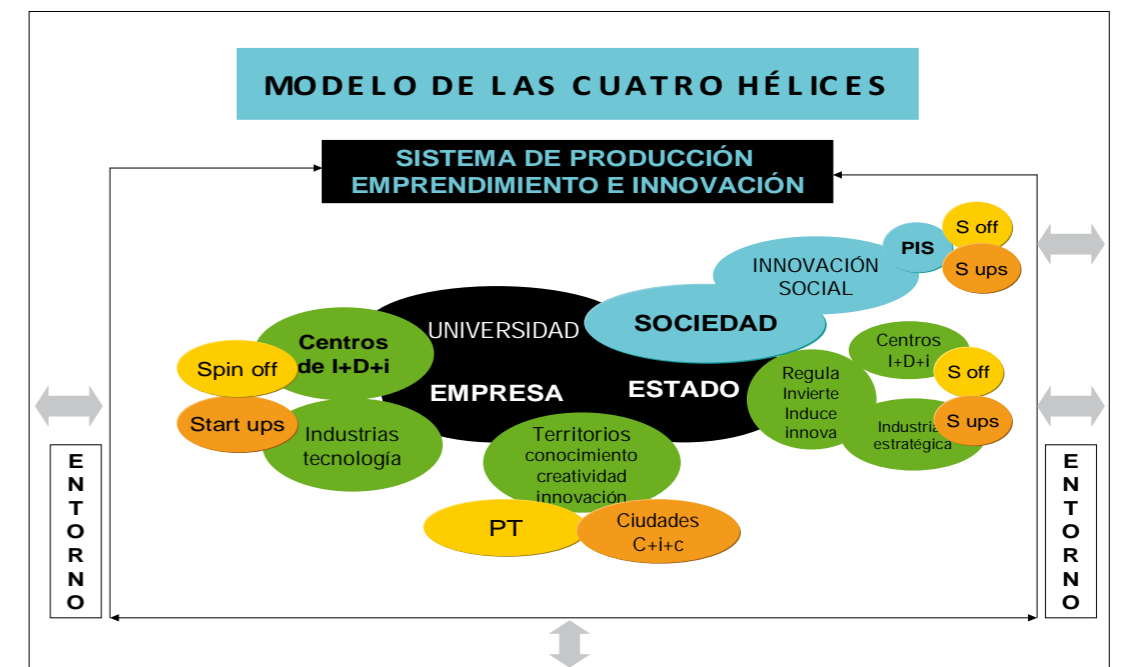 MODELO DE LAS CUATRO HÉLICES
SISTEMA DE PRODUCCIÓN
EMPRENDIMIENTO E INNOVACIÓN
S off
PIS
S ups
INNOVACIÓN
SOCIAL
SOCIEDAD
UNIVERSIDAD
Centros
de I+D+i
Spin off
Start ups
Industrias
tecnología
EMPRESA
ESTADO
Regula
Invierte
Induce
innova
Centros
I+D+i
S off
S ups
Industria
estratégica
Territorios
conocimiento
creatividad
innovación
PT
Ciudades
C+i+c
ENTORNO
ENTORNO